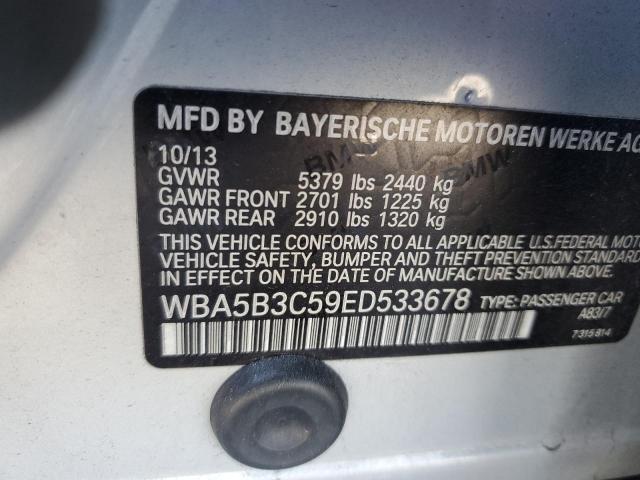 MFD BY BAYERISCHE MOTOREN WERKE AG
10/13
GVWR 5379 lbs 2440 kg
GAWR FRONT 2701 lbs 1225 kg
GAWR REAR 2910 lbs 1320 kg
THIS VEHICLE CONFORMS TO ALL APPLICABLE U.S.FEDERAL MOTO
VEHICLE SAFETY, BUMPER AND THEFT PREVENTION STANDARD
IN EFFECT ON THE DATE OF MANUFACTURE SHOWN ABOVE.
WBA5B3C59ED533678 TYPE: PASSENGER CAR
A83/7
7315814
BMW
BMW